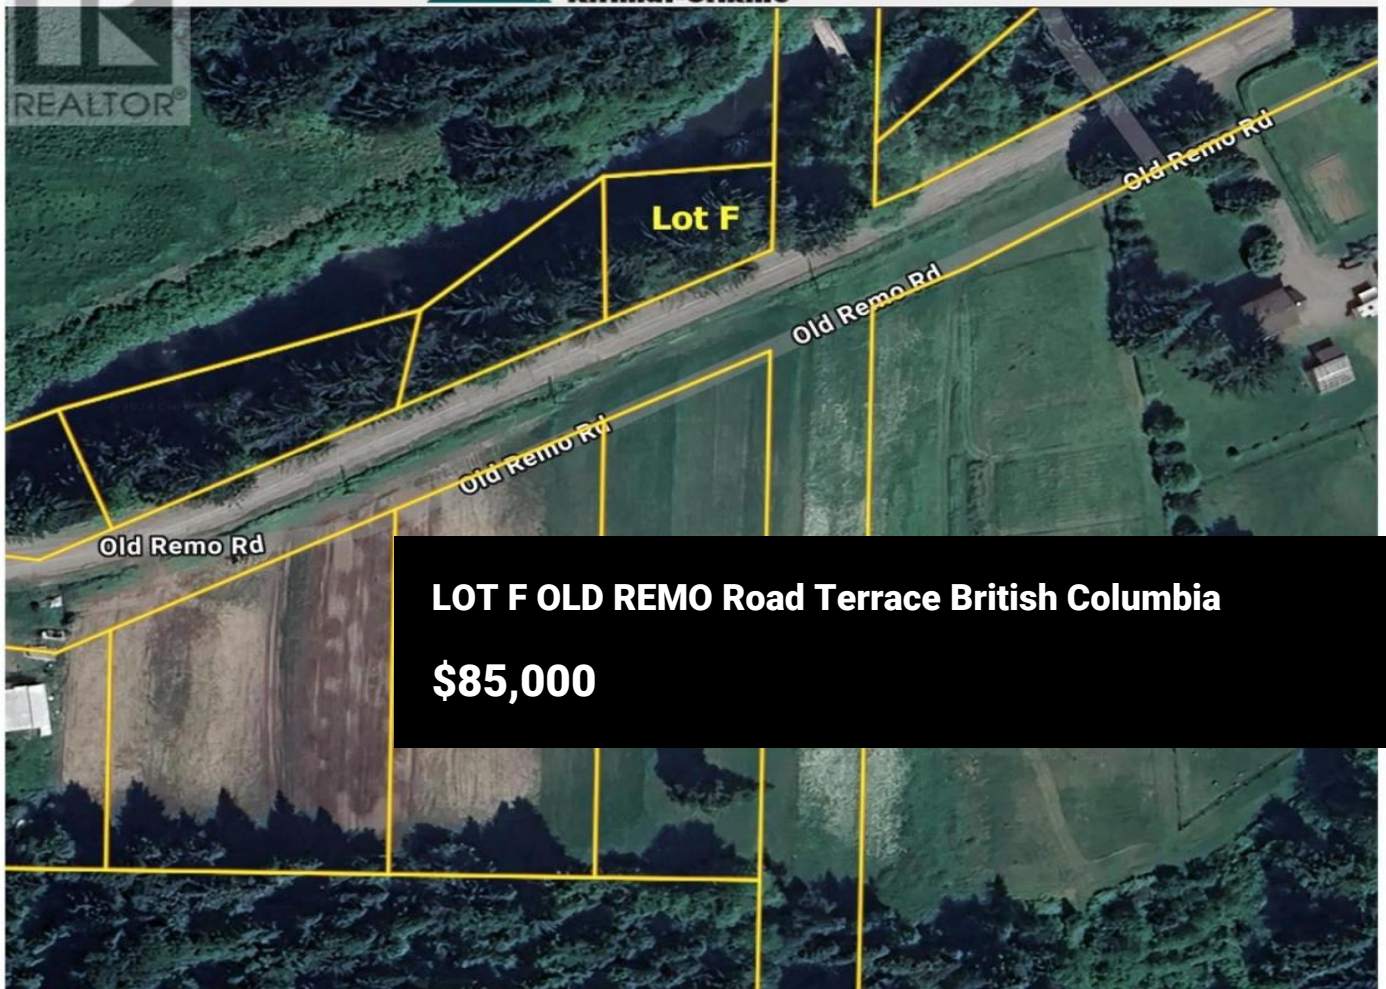 REALTOR®
Lot F
Old Remo Rd
Old Remo Rd
Old Remo Rd
Old Remo Rd
LOT F OLD REMO Road Terrace British Columbia
$85,000